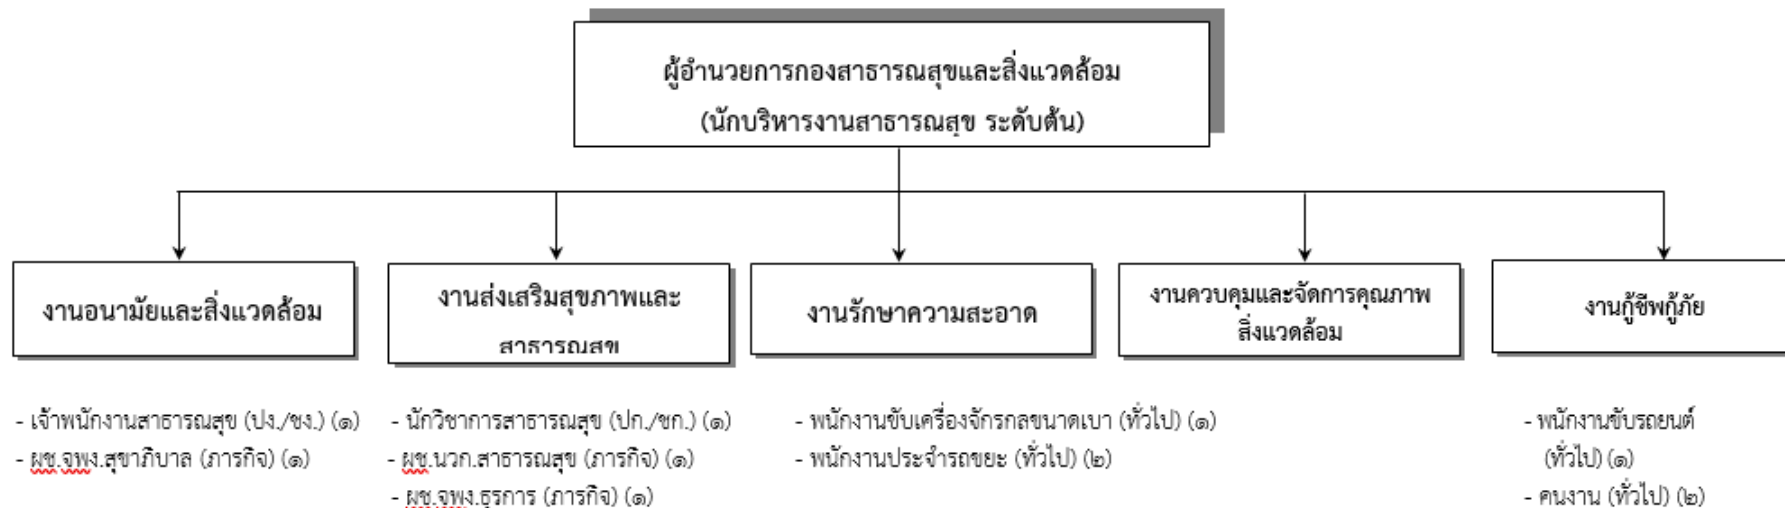 ผู้อำนวยการกองสาธารณสุขและสิ่งแวดล้อม
(นักบริหารงานสาธารณสุข ระดับต้น)
งานอนามัยและสิ่งแวดล้อม
งานส่งเสริมสุขภาพและ
สาธารณสุข
งานรักษาความสะอาด
งานควบคุมและจัดการคุณภาพ
สิ่งแวดล้อม
งานกู้ชีพกู้ภัย
- เจ้าพนักงานสาธารณสุข (ปง./ชง.) (๑)
- ผช.จพง.สุขาภิบาล (ภารกิจ) (๑)
- นักวิชาการสาธารณสุข (ปก./ชก.) (๑)
- ผช.นวก.สาธารณสุข (ภารกิจ) (๑)
- ผช.จพง.ธุรการ (ภารกิจ) (๑)
- พนักงานขับเครื่องจักรกลขนาดเบา (ทั่วไป) (๑)
- พนักงานประจำรถขยะ (ทั่วไป) (๒)
- พนักงานขับรถยนต์
(ทั่วไป) (๑)
- คนงาน (ทั่วไป) (๒)